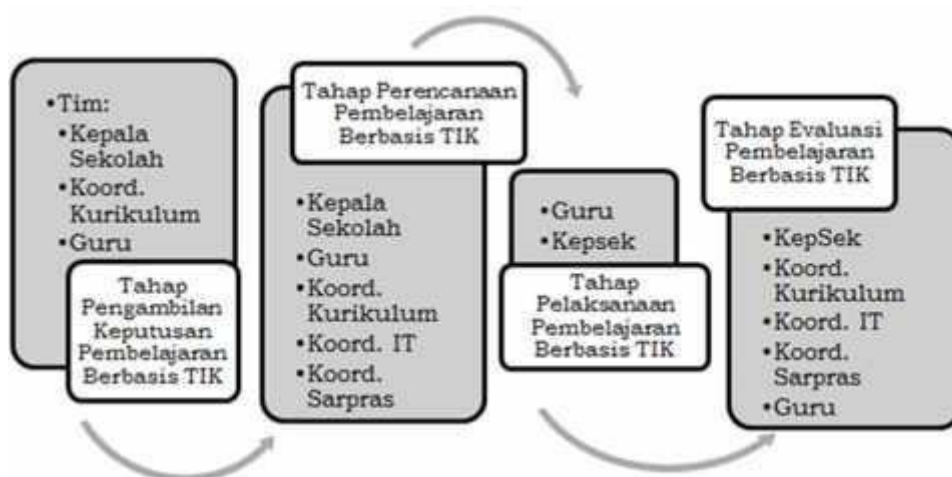 •Tim:
•Kepala
Sekolah
•Koord.
Kurikulum
•Guru
Tahap
Pengambilan
Keputusan
Pembelajaran
Berbasis TIK
Tahap Perencanaan
Pembelajaran
Berbasis TIK
•Kepala
Sekolah
•Guru
•Koord.
Kurikulum
•Koord. IT
•Koord.
Sarpras
•Guru
•Kepsek
Tahap
Pelaksanaan
Pembelajaran
Berbasis TIK
Tahap Evaluasi
Pembelajaran
Berbasis TIK
•KepSek
•Koord.
Kurikulum
•Koord. IT
•Koord.
Sarpras
•Guru